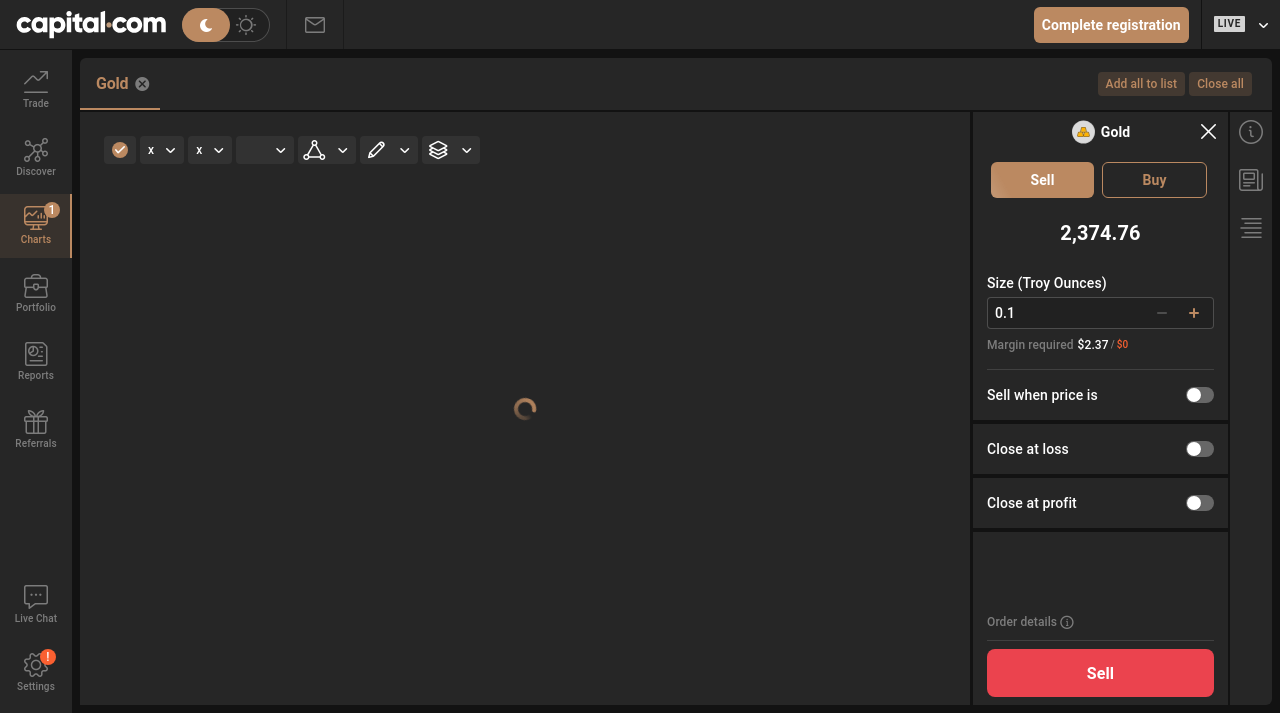 capital.com
Complete registration
LIVE
Trade
Discover
1
Charts
Portfolio
Reports
Referrals
Live Chat
!
Settings
Gold
Add all to list
Close all
x
x
Gold
Sell
Buy
2,374.76
Size (Troy Ounces)
0.1
Margin required $2.37 / $0
Sell when price is
Close at loss
Close at profit
Order details
Sell